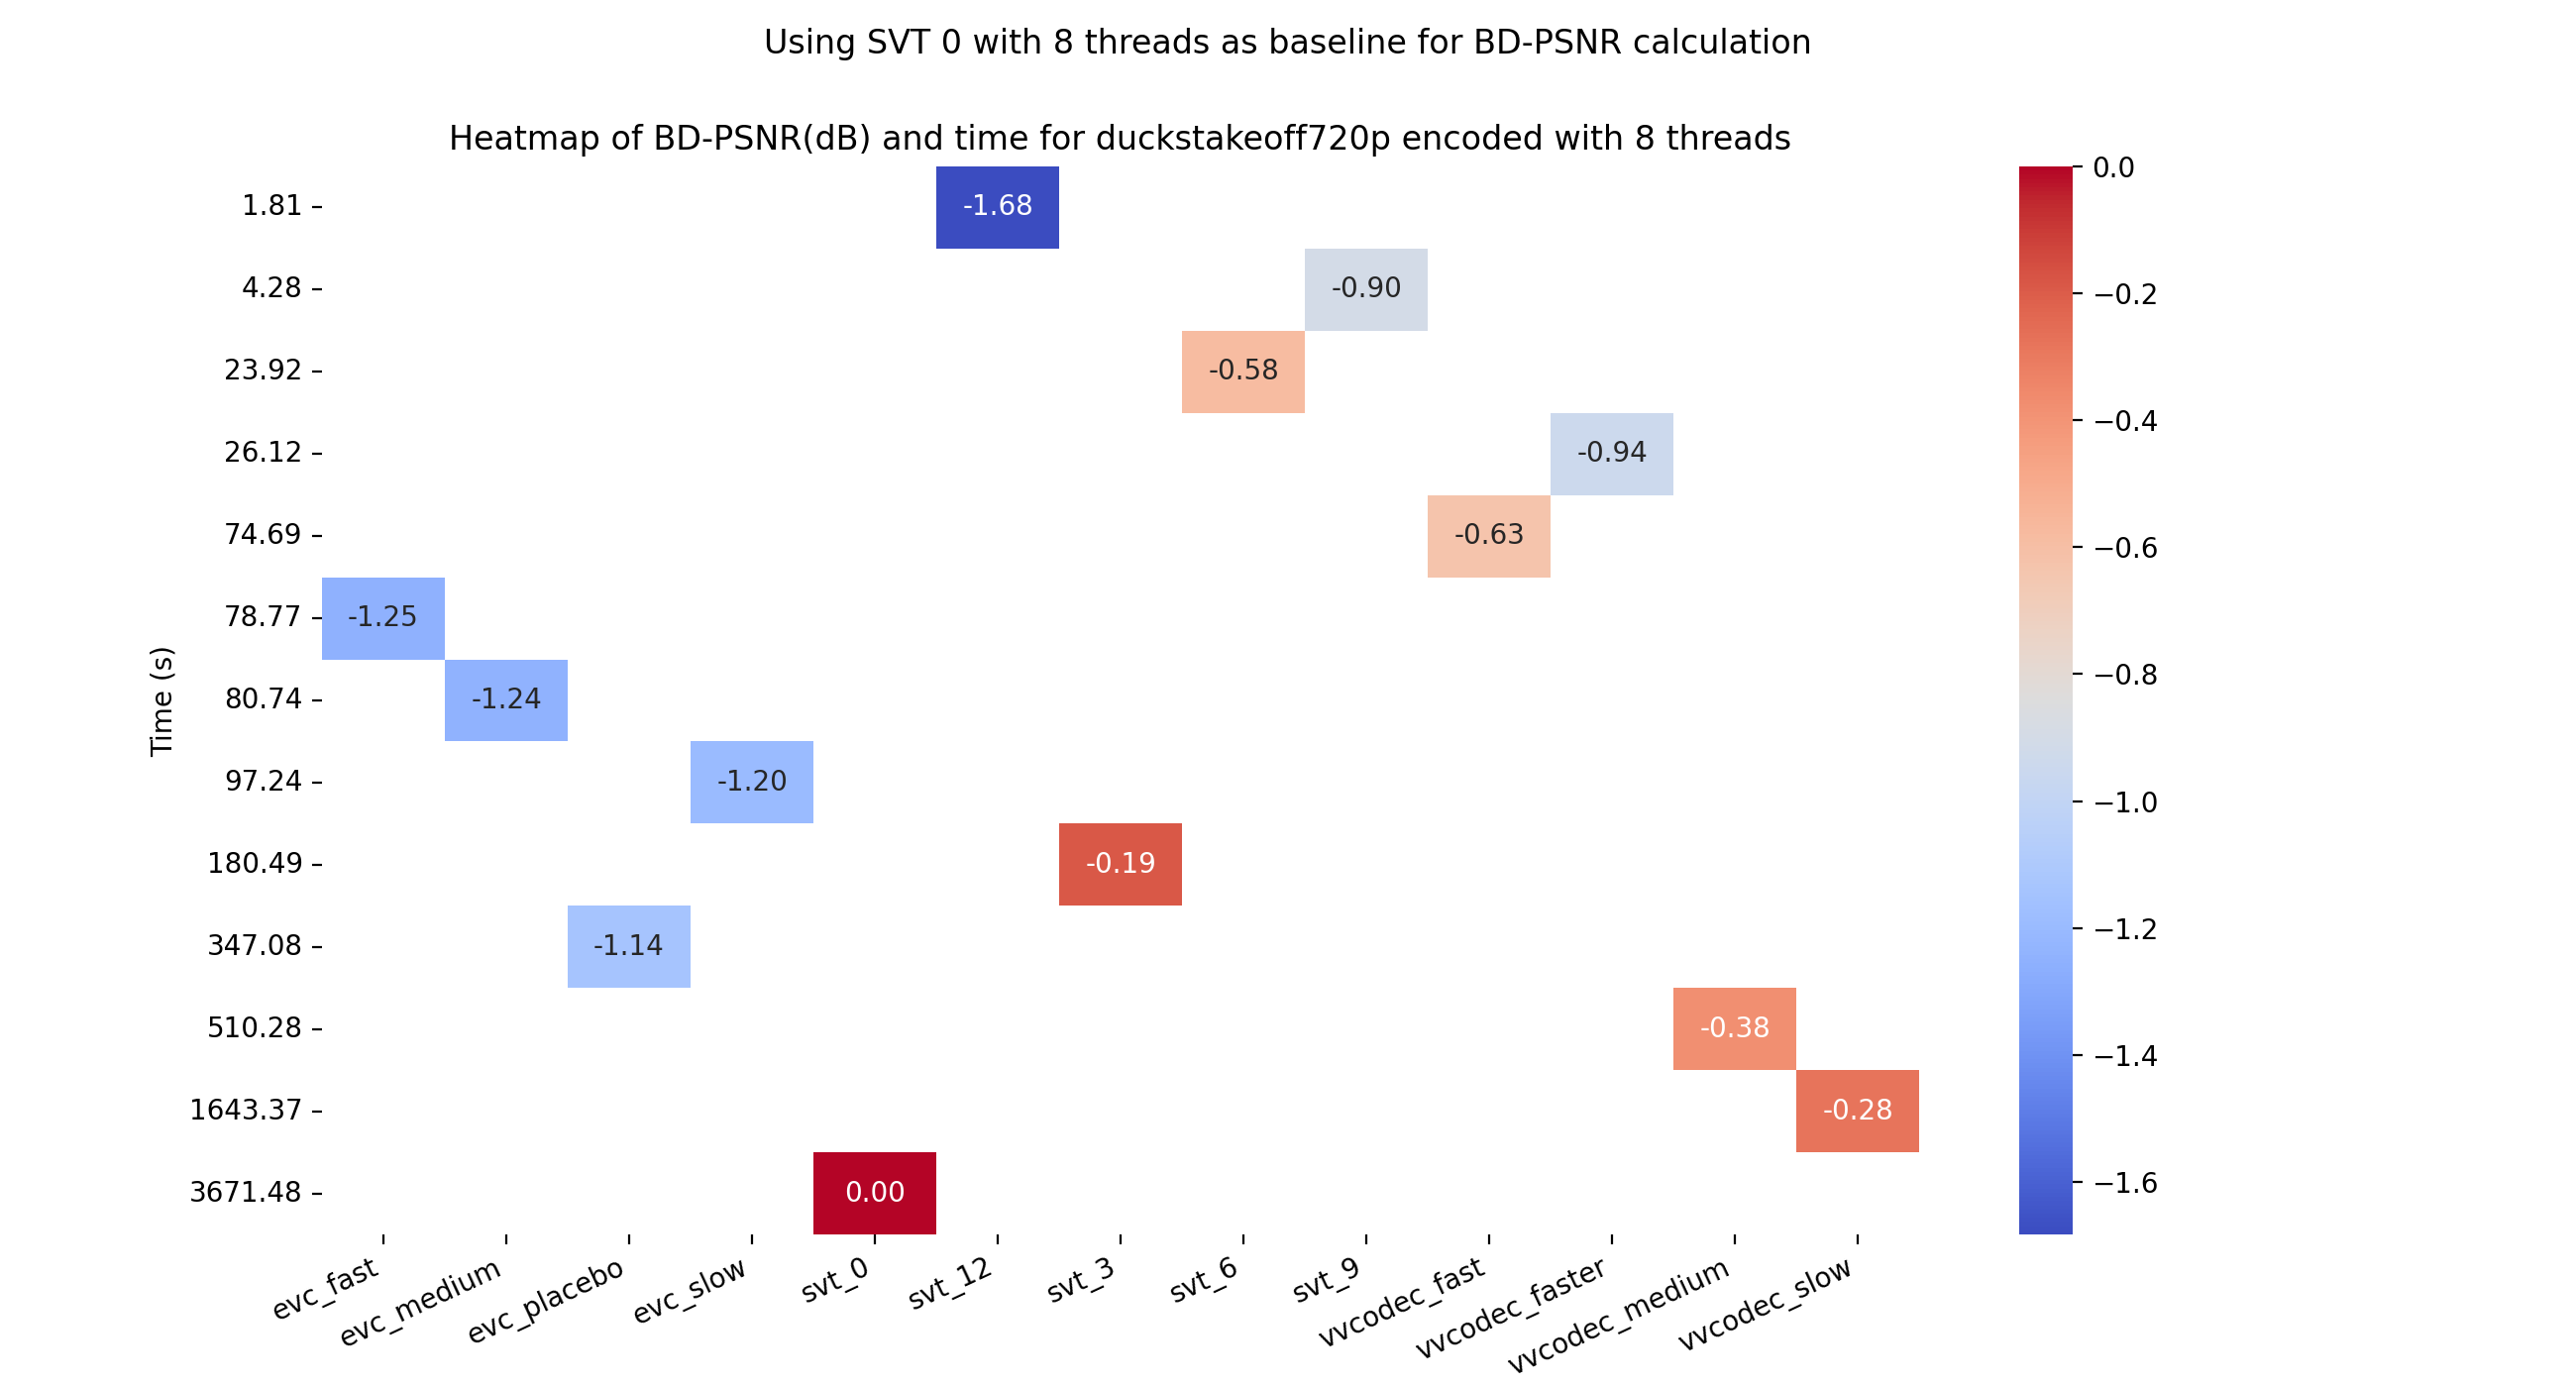 Using SVT 0 with 8 threads as baseline for BD-PSNR calculation
Heatmap of BD-PSNR(dB) and time for duckstakeoff720p encoded with 8 threads
Time (s)
1.81
4.28
23.92
26.12
74.69
78.77
80.74
97.24
180.49
347.08
510.28
1643.37
3671.48
-1.68
-0.90
-0.58
-0.94
-0.63
-1.25
-1.24
-1.20
-0.19
-1.14
-0.38
-0.28
0.00
evc_fast
evc_medium
evc_placebo
evc_slow
svt_0
svt_12
svt_3
svt_6
svt_9
vvcodec_fast
vvcodec_faster
vvcodec_medium
vvcodec_slow
0.0
−0.2
−0.4
−0.6
−0.8
−1.0
−1.2
−1.4
−1.6